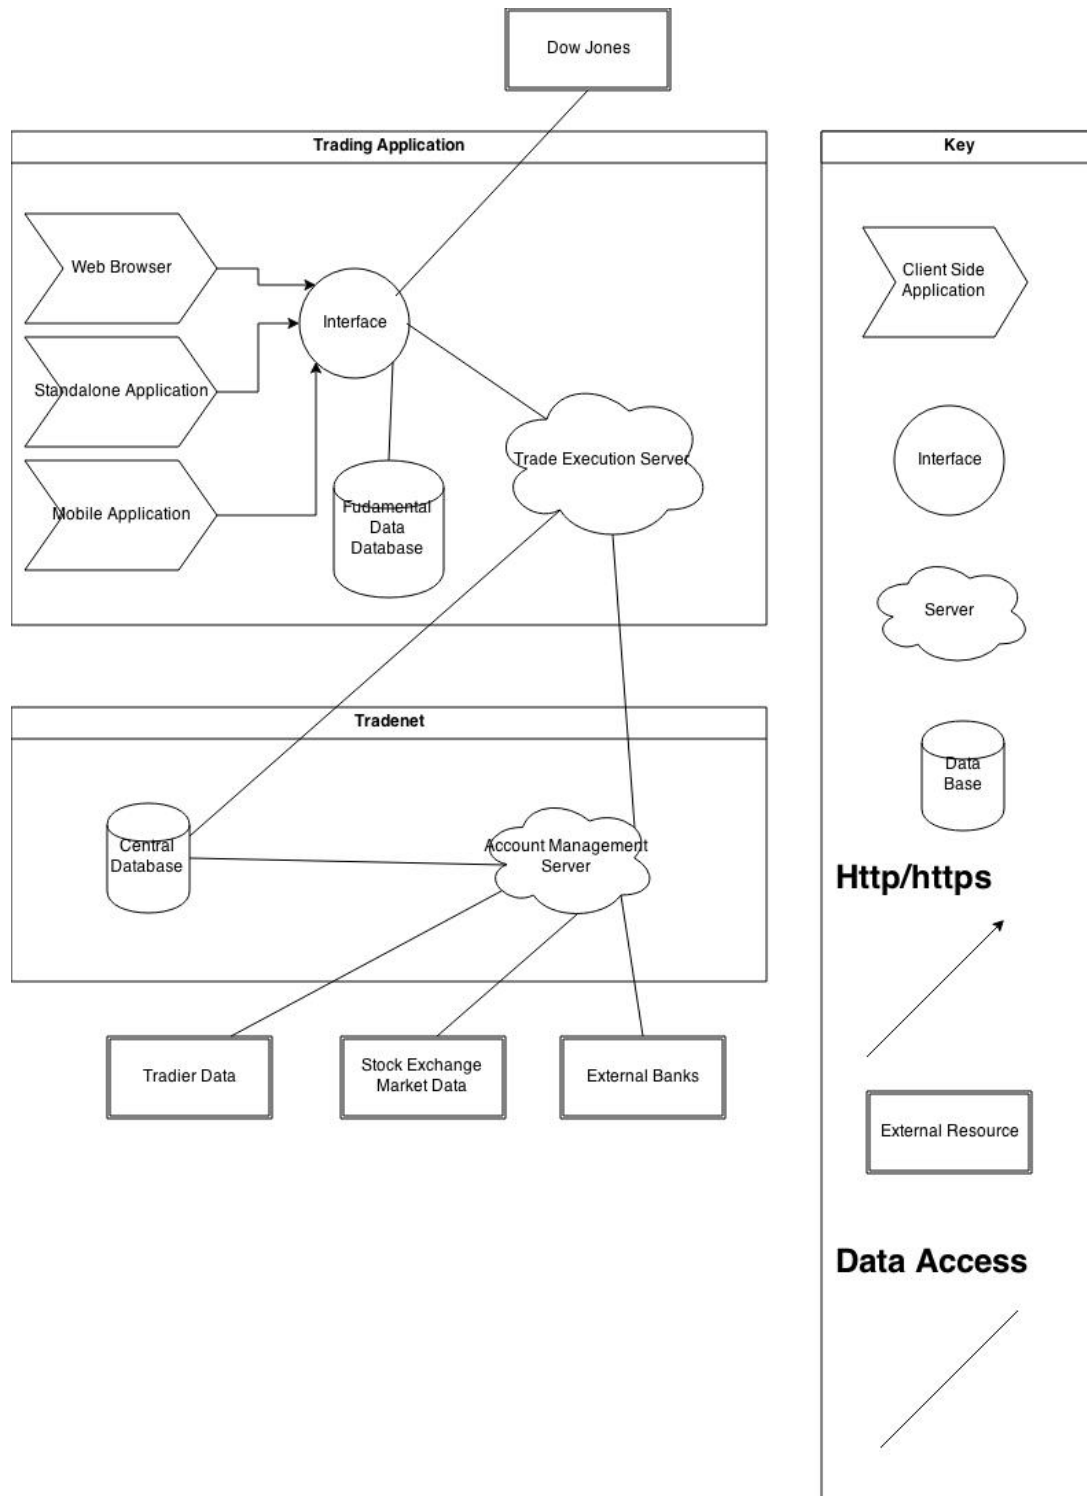 Dow Jones
Trading Application
Web Browser
Interface
Standalone Application
Trade Execution Server
Mobile Application
Fudamental
Data
Database
Tradenet
Central
Database
Account Management
Server
Tradier Data
Stock Exchange
Market Data
External Banks
Key
Client Side
Application
Interface
Server
Data
Base
Http/https
External Resource
Data Access